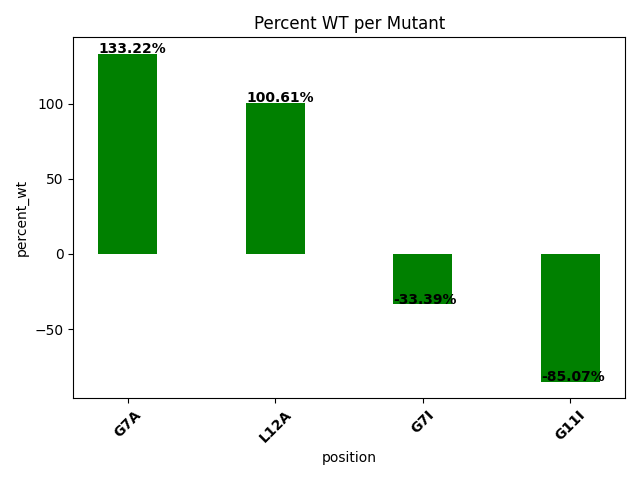 Percent WT per Mutant
133.22%
100.61%
-33.39%
-85.07%
100
50
0
−50
percent_wt
G7A
L12A
G7I
G11I
position